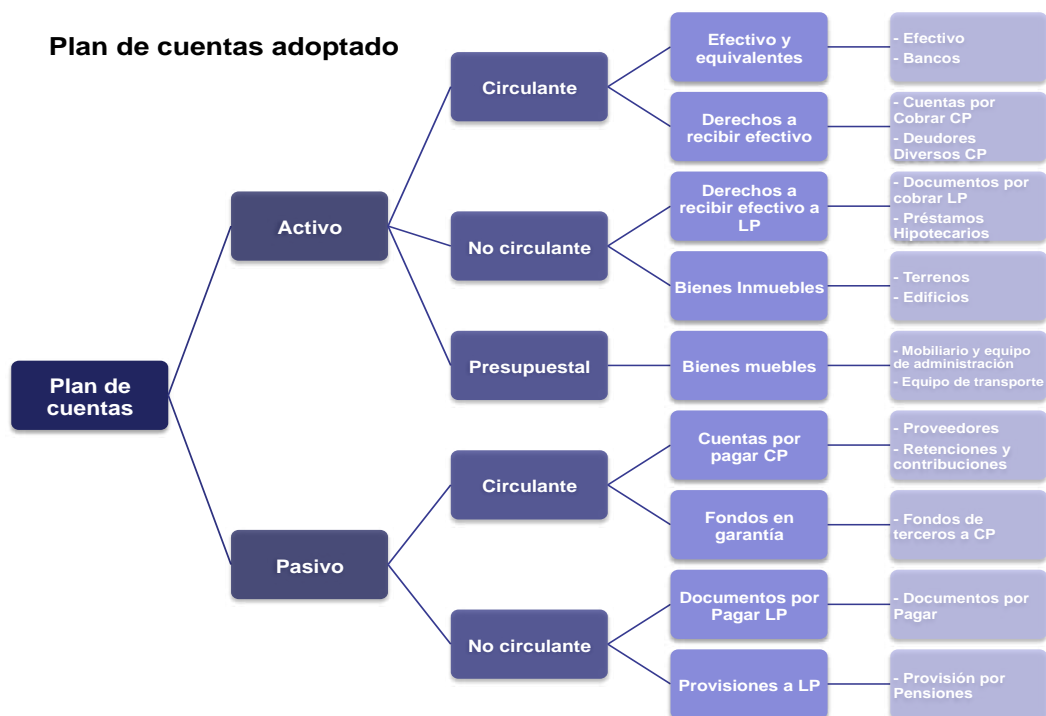 Plan de cuentas adoptado
Plan de
cuentas
Activo
Circulante
Efectivo y
equivalentes
- Efectivo
- Bancos
Derechos a
recibir efectivo
- Cuentas por
Cobrar CP
- Deudores
Diversos CP
No circulante
Derechos a
recibir efectivo a
LP
- Documentos por
cobrar LP
- Préstamos
Hipotecarios
Bienes Inmuebles
- Terrenos
- Edificios
Presupuestal
Bienes muebles
- Mobiliario y equipo
de administración
- Equipo de transporte
Pasivo
Circulante
Cuentas por
pagar CP
- Proveedores
- Retenciones y
contribuciones
Fondos en
garantía
- Fondos de
terceros a CP
No circulante
Documentos por
Pagar LP
- Documentos por
Pagar
Provisiones a LP
- Provisión por
Pensiones